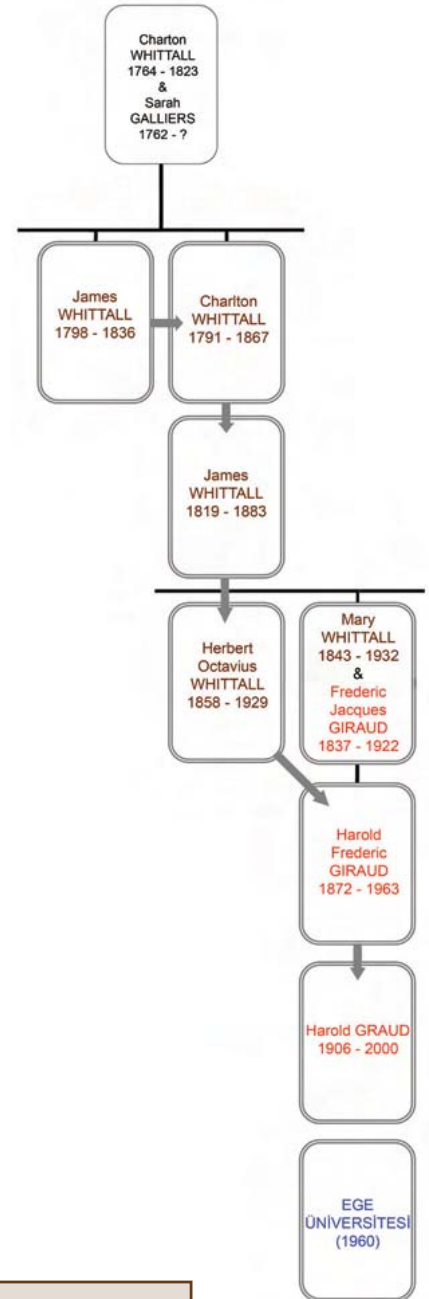 Charton
WHITTALL
1764 - 1823
&
Sarah
GALLIERS
1762 - ?
James
WHITTALL
1798 - 1836
Charlton
WHITTALL
1791 - 1867
James
WHITTALL
1819 - 1883
Herbert
Octavius
WHITTALL
1858 - 1929
Mary
WHITTALL
1843 - 1932
&
Frederic
Jacques
GIRAUD
1837 - 1922
Harold
Frederic
GIRAUD
1872 - 1963
Harold GRAUD
1906 - 2000
EGE
ÜNİVERSİTESİ
(1960)